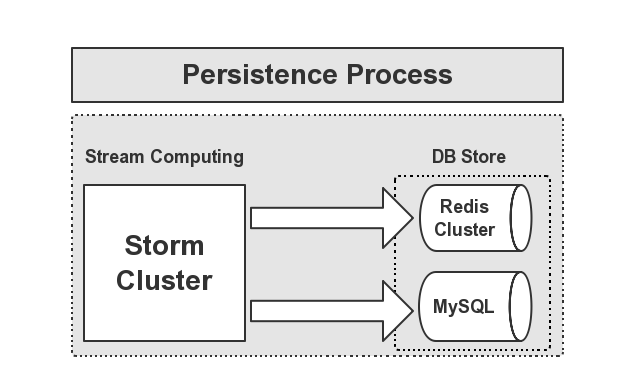 Persistence Process
Stream Computing
DB Store
Storm
Cluster
Redis
Cluster
MySQL